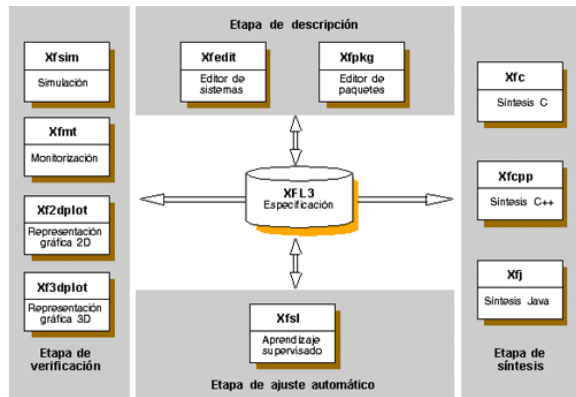 Etapa de descripción
Xfedit
Editor de
sistemas
Xfpkg
Editor de
paquetes
Xfsim
Simulación
Xfmt
Monitorización
Xf2dplot
Representación
gráfica 2D
Xf3dplot
Representación
gráfica 3D
Etapa de
verificación
XFL3
Especificación
Xfsl
Aprendizaje
supervisado
Etapa de ajuste automático
Xfc
Síntesis C
Xfcpp
Síntesis C++
Xfj
Síntesis Java
Etapa de
síntesis